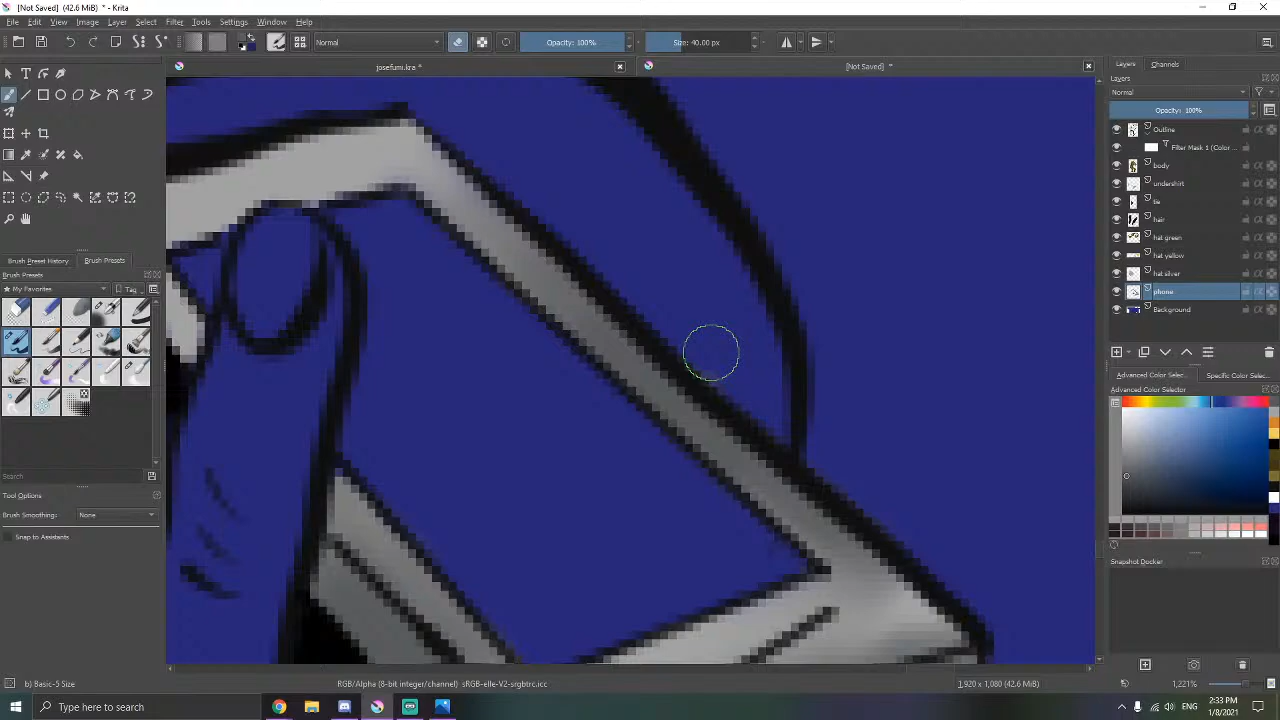 [Not Saved] (42.6 MiB) * - Krita
File Edit View Image Layer Select Filter Tools Settings Window Help
Normal Opacity: 100% Size: 40.00 px
josefumi.kra * [Not Saved] *
Layers Channels
Layers
Normal
Opacity: 100%
Outline
Filter Mask 1 (Color ...
body
undershirt
tie
hair
hat green
hat yellow
hat silver
phone
Background
Brush Preset History Brush Presets
Brush Presets
My Favorites Tag
Search
Tool Options
Brush Smoothing: None
Snap to Assistants
Advanced Color Selec... Specific Color Selec...
Advanced Color Selector
Snapshot Docker
b) Basic-5 Size RGB/Alpha (8-bit integer/channel) sRGB-elle-V2-srgbtrc.icc 1,920 x 1,080 (42.6 MiB) 1,221%
Type here to search
ENG
2:33 PM
1/8/2021